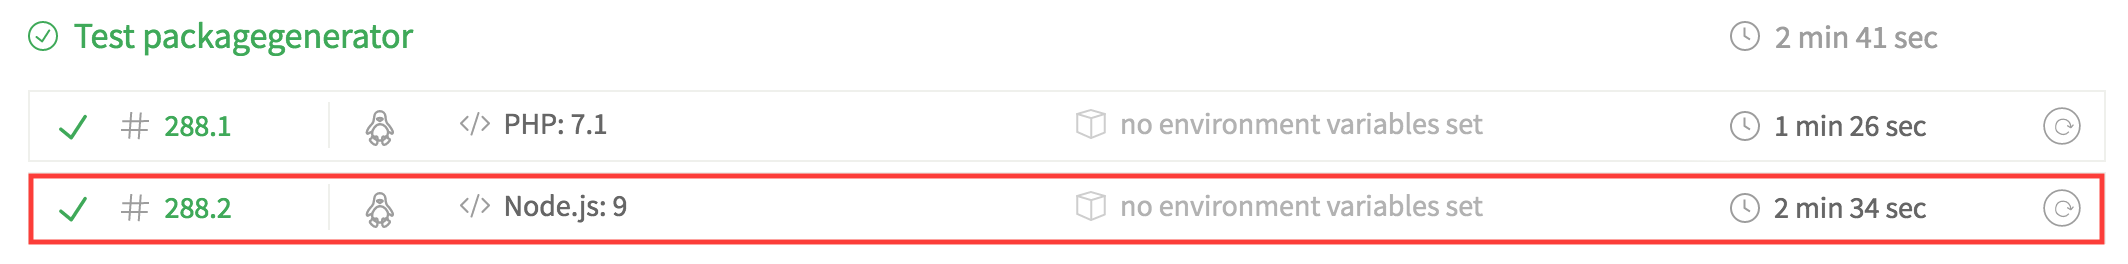 Test packagegenerator 2 min 41 sec
# 288.1 </> PHP: 7.1 no environment variables set 1 min 26 sec
# 288.2 </> Node.js: 9 no environment variables set 2 min 34 sec